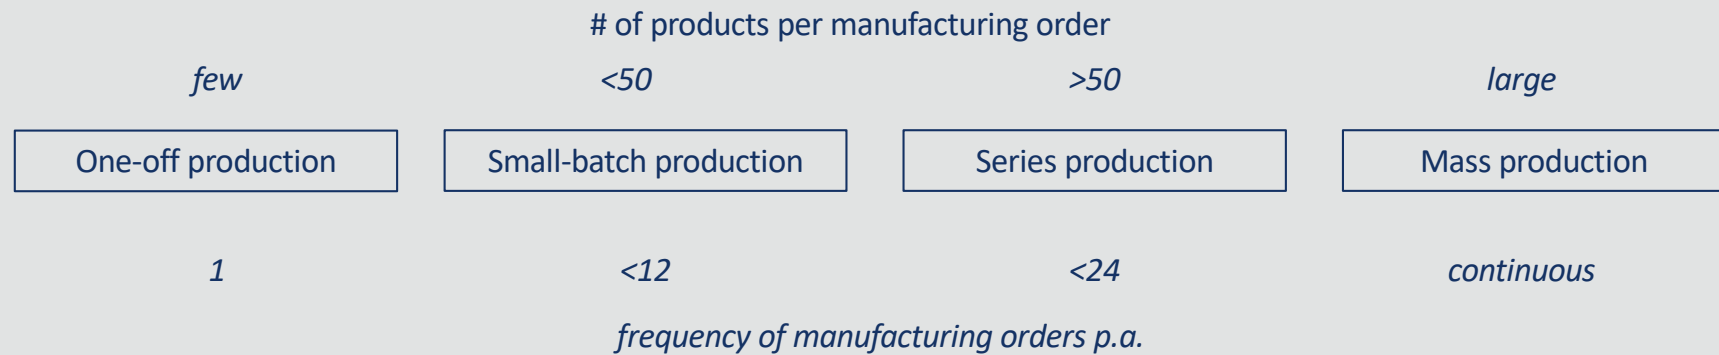 # of products per manufacturing order
few <50 >50 large
One-off production Small-batch production Series production Mass production
1 <12 <24 continuous
frequency of manufacturing orders p.a.